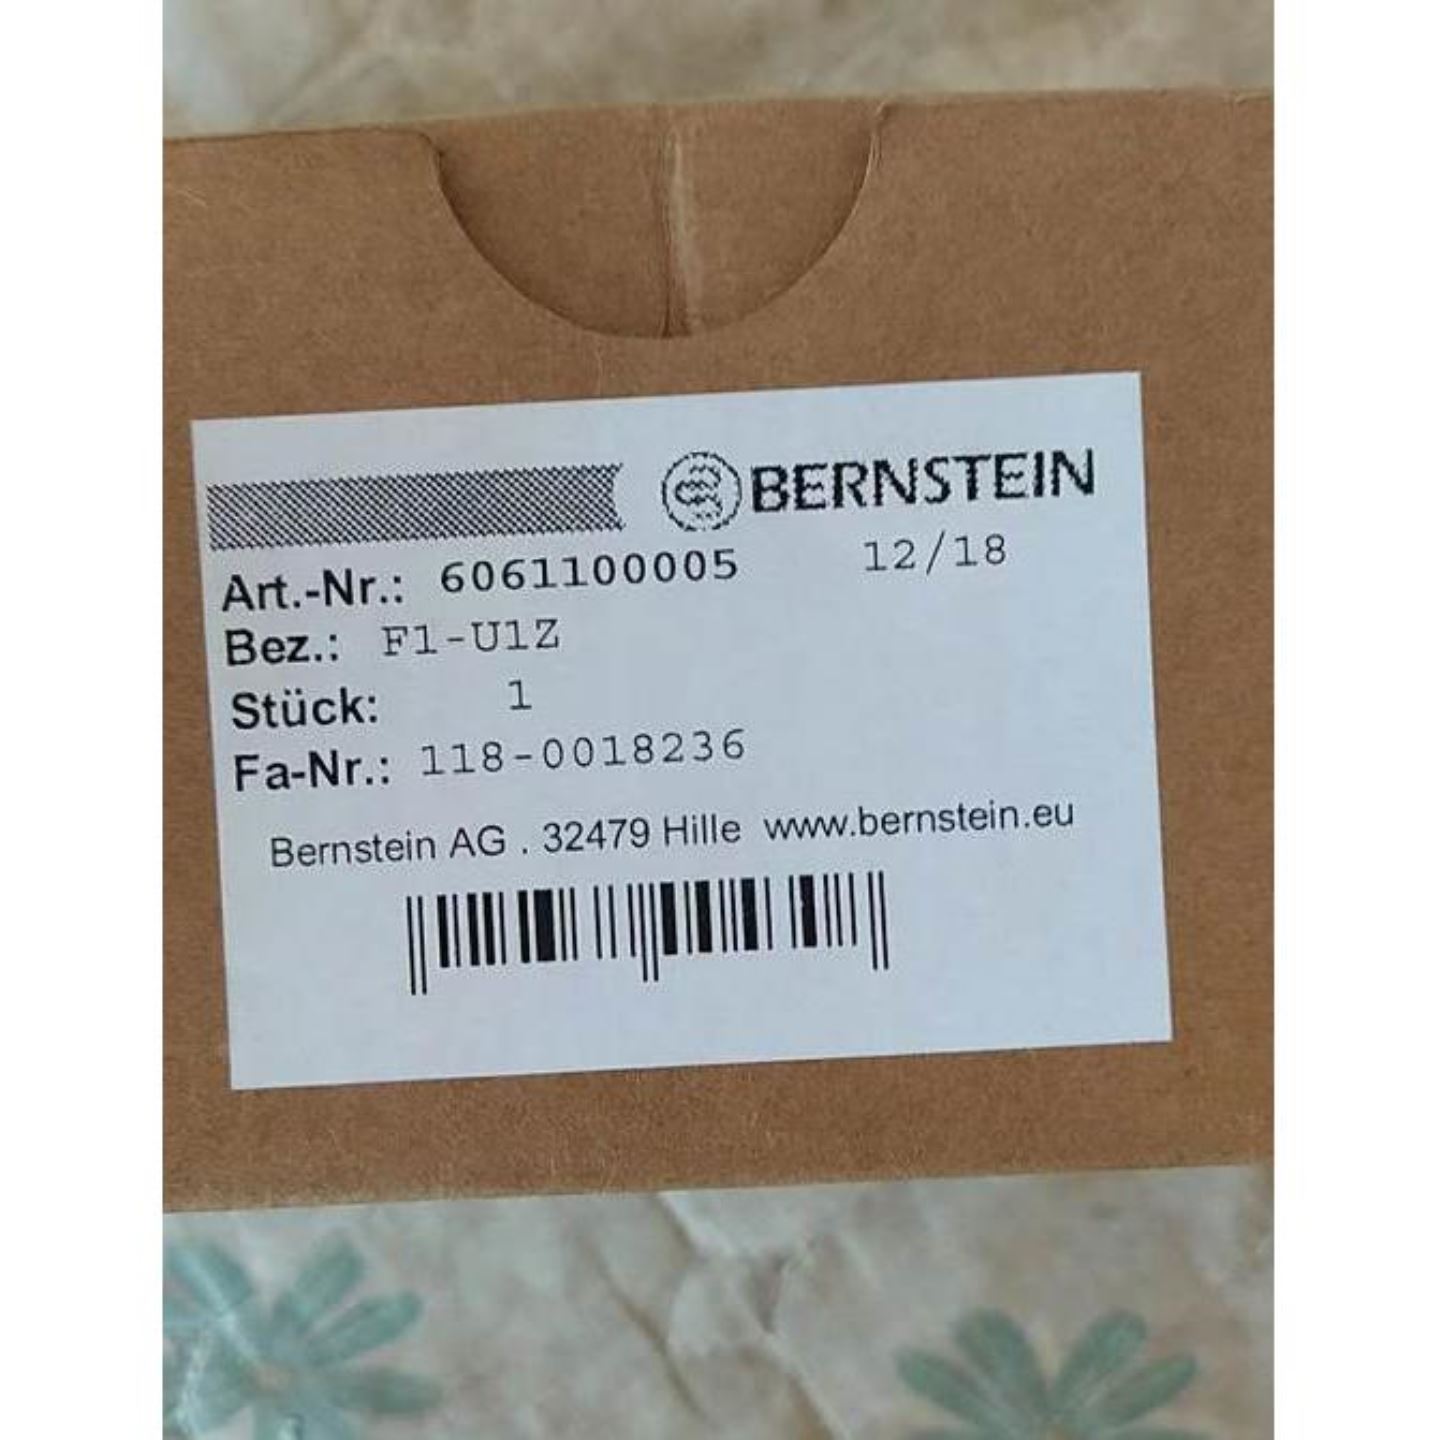 BERNSTEIN
Art.-Nr.: 6061100005 12/18
Bez.: F1-U1Z
Stück: 1
Fa-Nr.: 118-0018236
Bernstein AG . 32479 Hille www.bernstein.eu